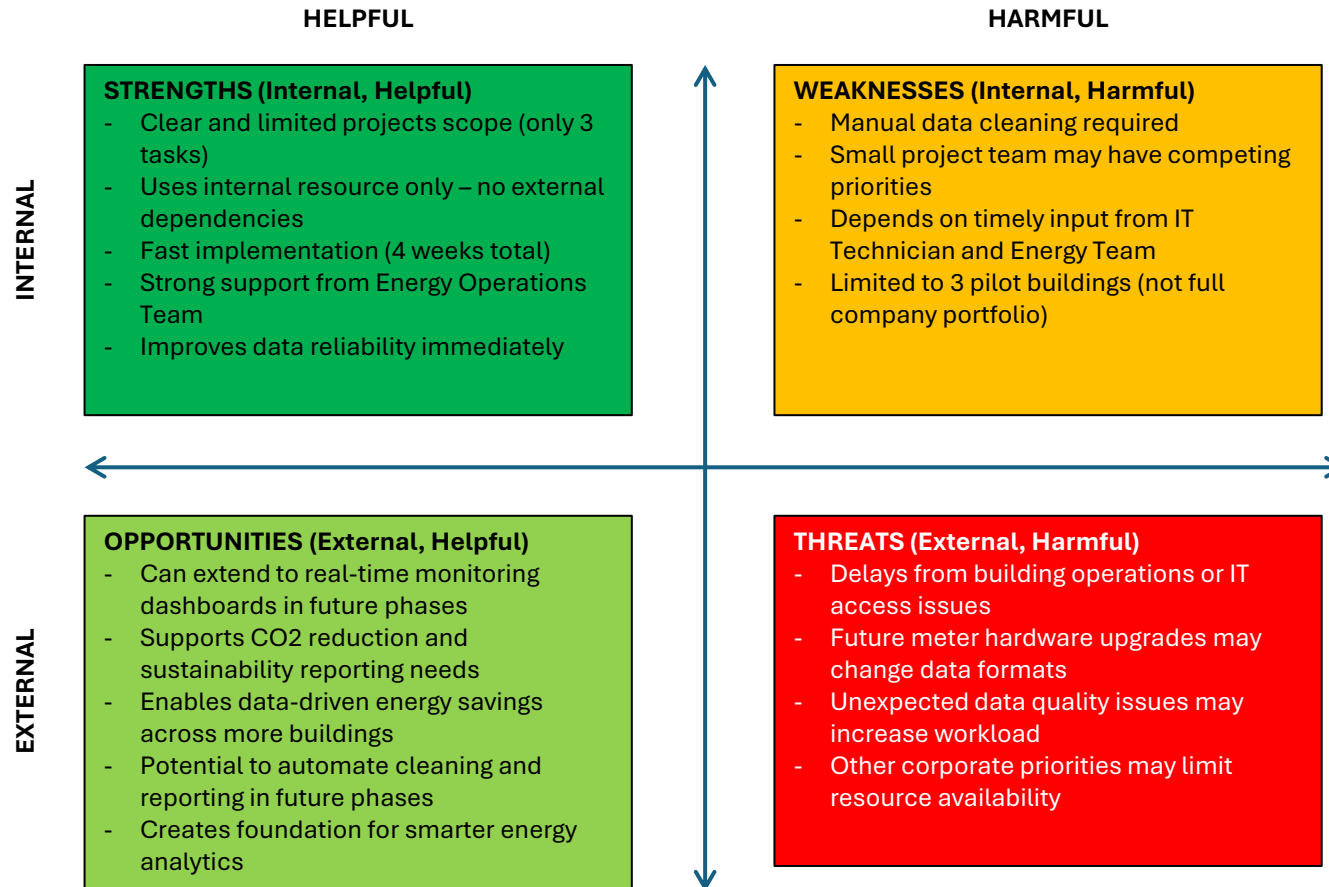 HELPFUL
HARMFUL
INTERNAL
STRENGTHS (Internal, Helpful)
- Clear and limited projects scope (only 3
tasks)
- Uses internal resource only – no external
dependencies
- Fast implementation (4 weeks total)
- Strong support from Energy Operations
Team
- Improves data reliability immediately
WEAKNESSES (Internal, Harmful)
- Manual data cleaning required
- Small project team may have competing
priorities
- Depends on timely input from IT
Technician and Energy Team
- Limited to 3 pilot buildings (not full
company portfolio)
EXTERNAL
OPPORTUNITIES (External, Helpful)
- Can extend to real-time monitoring
dashboards in future phases
- Supports CO2 reduction and
sustainability reporting needs
- Enables data-driven energy savings
across more buildings
- Potential to automate cleaning and
reporting in future phases
- Creates foundation for smarter energy
analytics
THREATS (External, Harmful)
- Delays from building operations or IT
access issues
- Future meter hardware upgrades may
change data formats
- Unexpected data quality issues may
increase workload
- Other corporate priorities may limit
resource availability